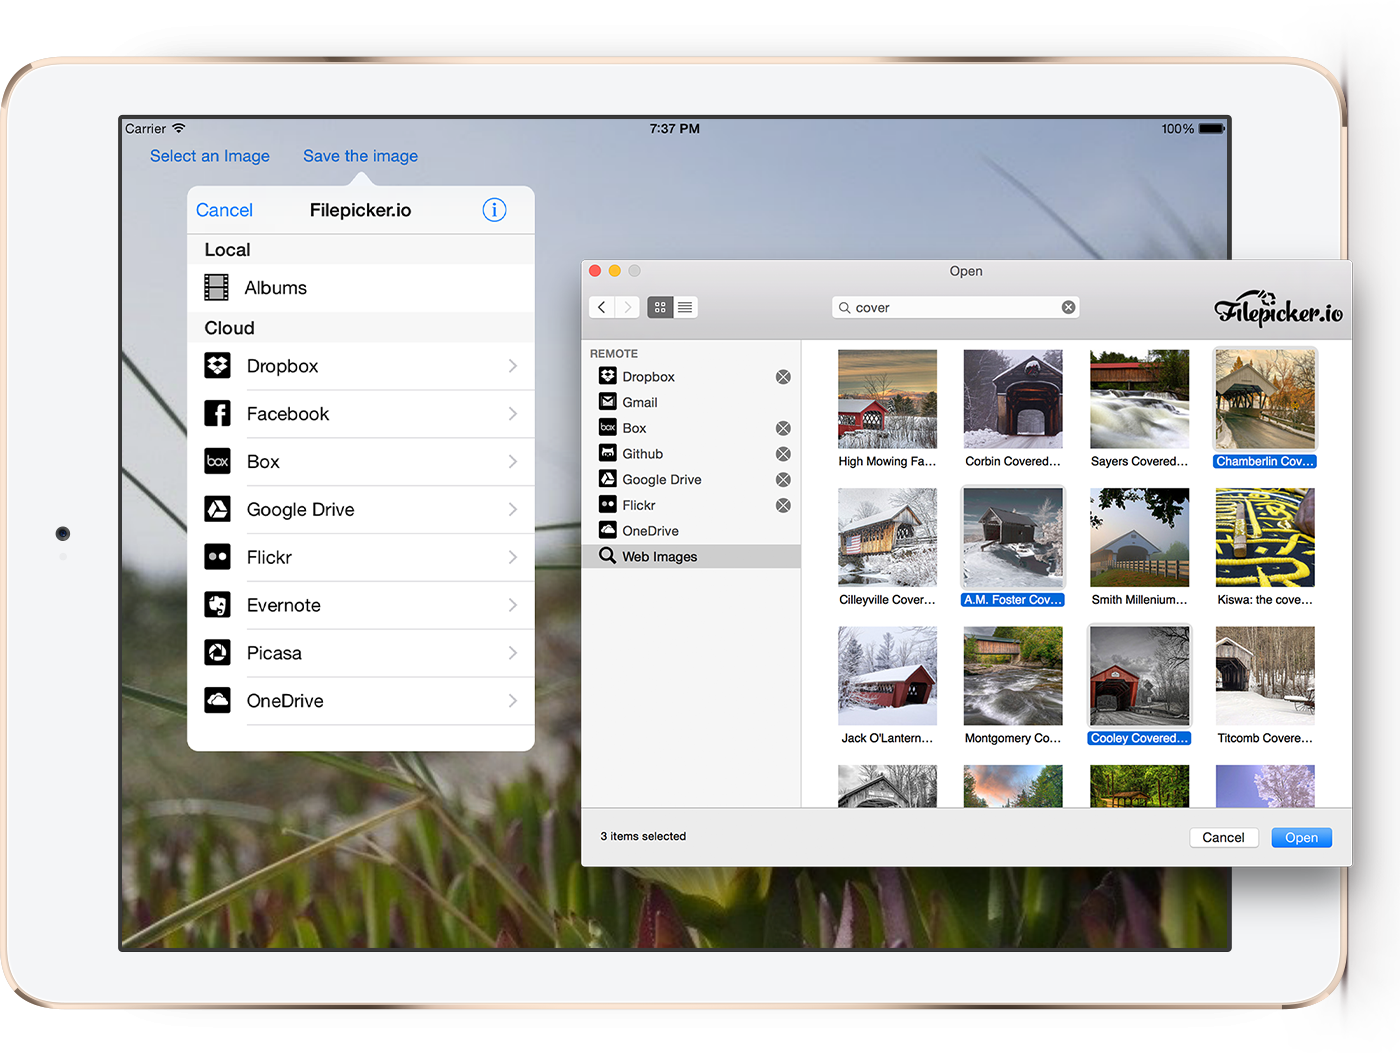 Carrier
7:37 PM
100%
Select an Image
Save the image
Cancel
Filepicker.io
i
Local
Albums
Cloud
Dropbox
Facebook
box
Box
Google Drive
Flickr
Evernote
Picasa
OneDrive
Open
cover
Filepicker.io
REMOTE
Dropbox
Gmail
box
Box
Github
Google Drive
Flickr
OneDrive
Web Images
High Mowing Fa...
Corbin Covered...
Sayers Covered...
Chamberlin Cov...
Cilleyville Cover...
A.M. Foster Cov...
Smith Millenium...
Kiswa: the cove...
Jack O'Lantern...
Montgomery Co...
Cooley Covered...
Titcomb Covere...
3 items selected
Cancel
Open